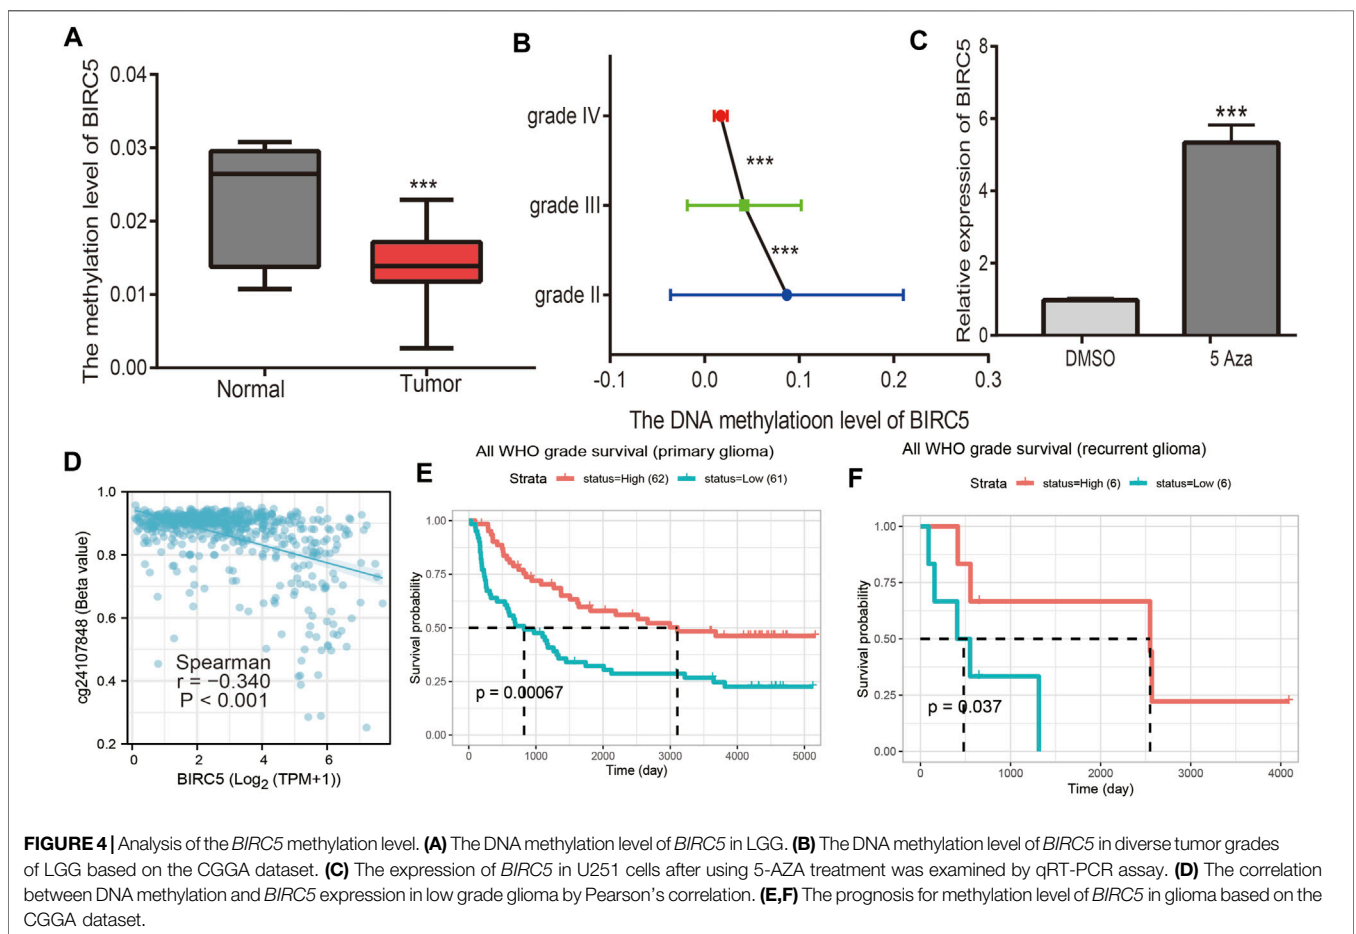 A
The methylation level of BIRC5
0.04
0.03
0.02
0.01
0.00
***
Normal
Tumor
B
grade IV
grade III
grade II
***
***
-0.1
0.0
0.1
0.2
0.3
The DNA methylatioon level of BIRC5
C
Relative expression of BIRC5
8
6
4
2
0
***
DMSO
5 Aza
D
cg24107848 (Beta value)
1.0
0.8
0.6
0.4
0.2
Spearman
r = −0.340
P < 0.001
0
2
4
6
BIRC5 (Log2 (TPM+1))
E
All WHO grade survival (primary glioma)
Strata
status=High (62)
status=Low (61)
Survival probability
1.00
0.75
0.50
0.25
0.00
p = 0.00067
0
1000
2000
3000
4000
5000
Time (day)
F
All WHO grade survival (recurrent glioma)
Strata
status=High (6)
status=Low (6)
Survival probability
1.00
0.75
0.50
0.25
0.00
p = 0.037
0
1000
2000
3000
4000
Time (day)
FIGURE 4 | Analysis of the BIRC5 methylation level. (A) The DNA methylation level of BIRC5 in LGG. (B) The DNA methylation level of BIRC5 in diverse tumor grades
of LGG based on the CGGA dataset. (C) The expression of BIRC5 in U251 cells after using 5-AZA treatment was examined by qRT-PCR assay. (D) The correlation
between DNA methylation and BIRC5 expression in low grade glioma by Pearson's correlation. (E,F) The prognosis for methylation level of BIRC5 in glioma based on the
CGGA dataset.